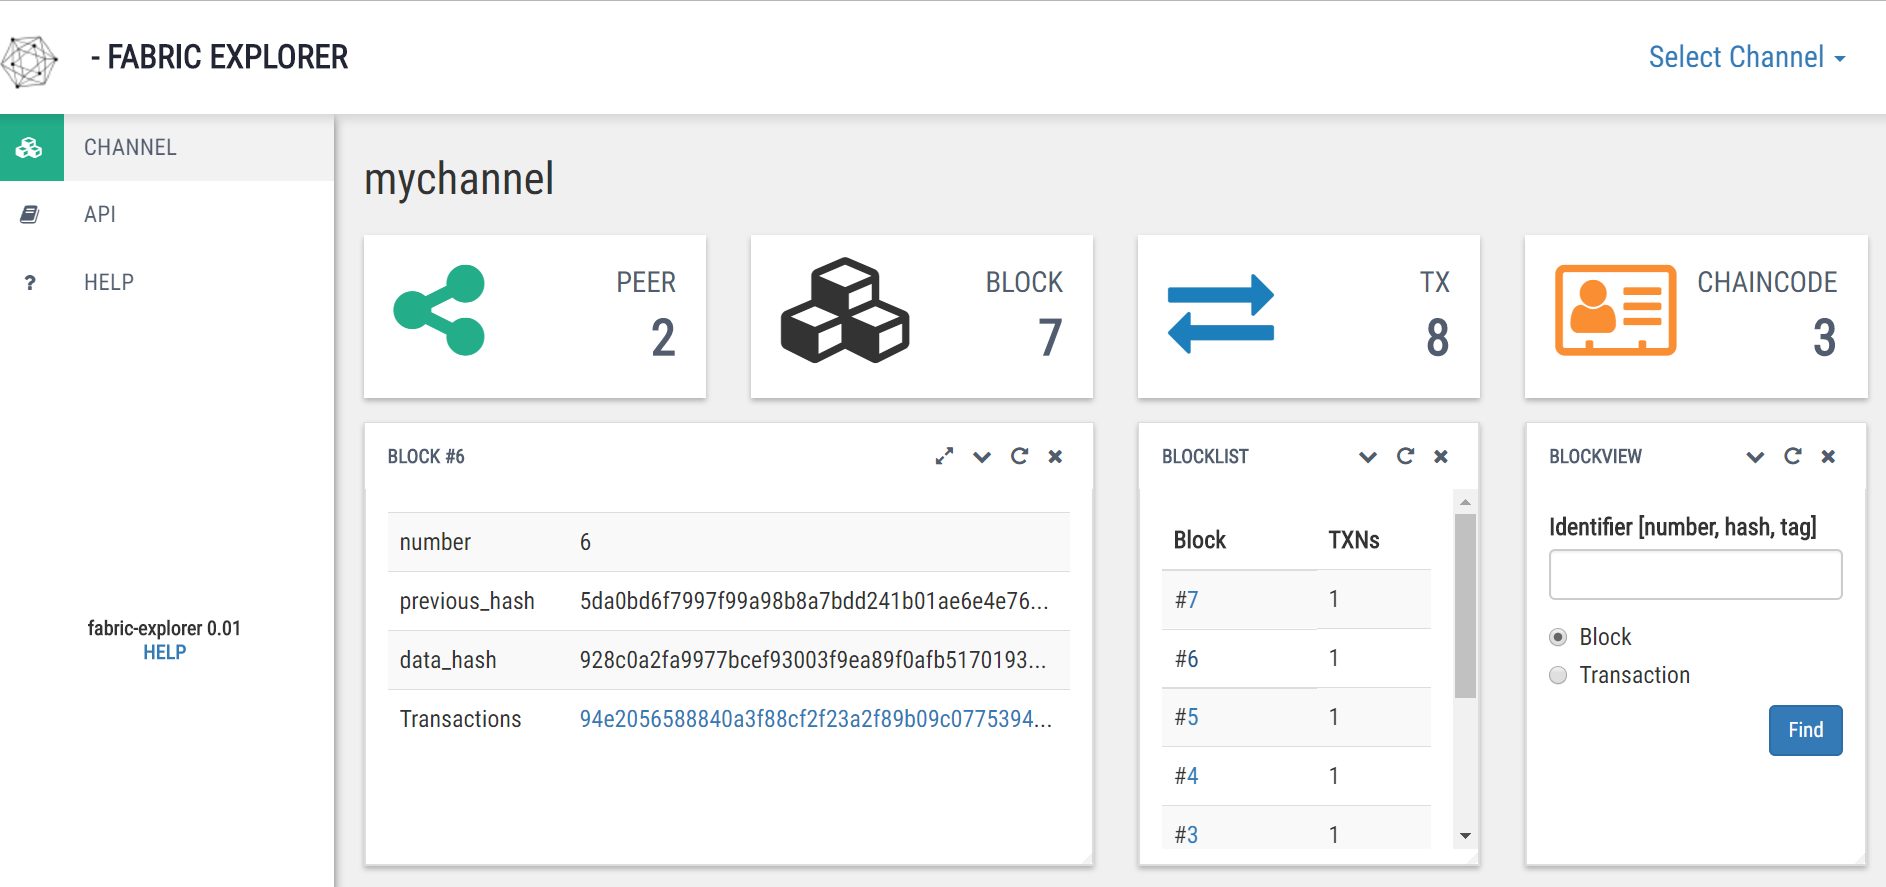 - FABRIC EXPLORER
Select Channel
CHANNEL
API
? HELP
fabric-explorer 0.01
HELP
mychannel
PEER
2
BLOCK
7
TX
8
CHAINCODE
3
BLOCK #6
number 6
previous_hash 5da0bd6f7997f99a98b8a7bdd241b01ae6e4e76...
data_hash 928c0a2fa9977bcef93003f9ea89f0afb5170193...
Transactions 94e2056588840a3f88cf2f23a2f89b09c0775394...
BLOCKLIST
Block TXNs
#7 1
#6 1
#5 1
#4 1
#3 1
BLOCKVIEW
Identifier [number, hash, tag]
Block
Transaction
Find